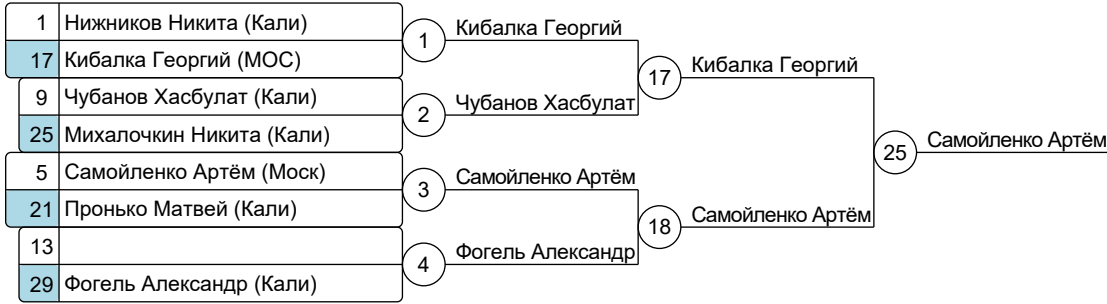 1 Нижников Никита (Кали)
17 Кибалка Георгий (МОС)
9 Чубанов Хасбулат (Кали)
25 Михалочкин Никита (Кали)
5 Самойленко Артём (Моск)
21 Пронько Матвей (Кали)
13
29 Фогель Александр (Кали)
1 Кибалка Георгий
2 Чубанов Хасбулат
3 Самойленко Артём
4 Фогель Александр
17 Кибалка Георгий
18 Самойленко Артём
25 Самойленко Артём